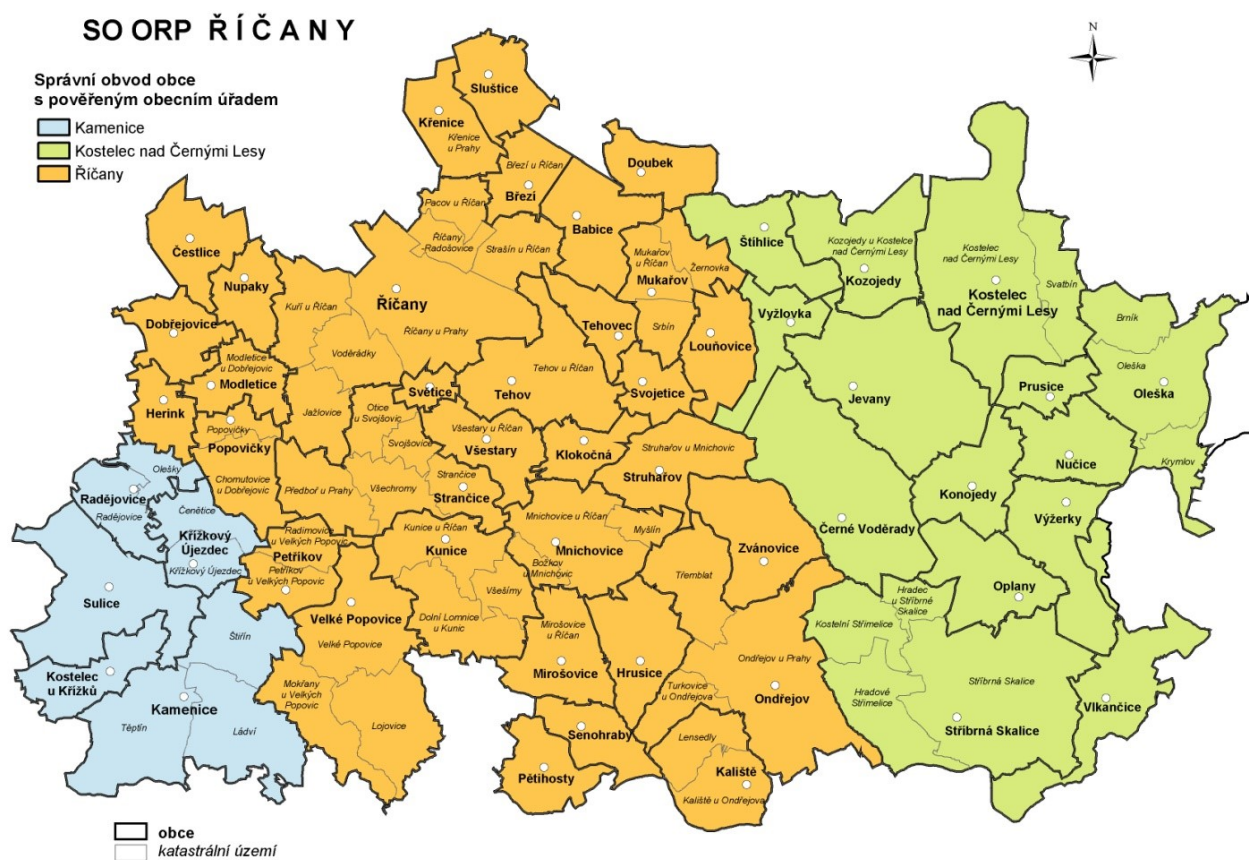 SO ORP ŘÍČANY
N
Správní obvod obce
s pověřeným obecním úřadem
Kamenice
Kostelec nad Černými Lesy
Říčany
Sluštice
Křenice
Křenice
u Prahy
Březí u Říčan
Březí
Doubek
Pacov u Říčan
Říčany
-Radošovice
Strašín u Říčan
Babice
Mukařov
u Říčan
Žernovka
Mukařov
Srbín
Štíhlice
Kozojedy u Kostelce
nad Černými Lesy
Kozojedy
Kostelec
nad Černými Lesy
Svatbín
Kostelec
nad Černými Lesy
Čestlice
Nupaky
Kuří u Říčan
Říčany
Říčany u Prahy
Voděrádky
Dobřejovice
Modletice
u Dobřejovic
Modletice
Herink
Jažlovice
Tehovec
Louňovice
Vyžlovka
Brník
Oleška
Oleška
Krymlov
Prusice
Jevany
Světice
Tehov u Říčan
Tehov
Svojetice
Otice
u Svojšovic
Svojšovice
Popovičky
Popovičky
Chomutovice
u Dobřejovic
Předboř u Prahy
Všechromy
Všestary u Říčan
Všestary
Klokočná
Struhařov u Mnichovic
Struhařov
Strančice
Strančice
Nučice
Konojedy
Výžerky
Olešky
Radějovice
Radějovice
Čenětice
Křížkový
Újezdec
Křížkový Újezdec
Radimovice
u Velkých Popovic
Petříkov
Petříkov
u Velkých Popovic
Kunice u Říčan
Kunice
Všešímy
Dolní Lomnice
u Kunic
Mnichovice u Říčan
Myšlín
Mnichovice
Božkov
u Mnichovic
Zvánovice
Černé Voděrady
Třemblat
Oplany
Hradec
u Stříbrné
Skalice
Kostelní Střimelice
Sulice
Štiřín
Velké Popovice
Velké Popovice
Mirošovice
u Říčan
Mirošovice
Hrusice
Ondřejov u Prahy
Turkovice
u Ondřejova
Ondřejov
Hradové
Střimelice
Stříbrná Skalice
Stříbrná Skalice
Vlkančice
Kostelec
u Křížků
Kamenice
Těptín
Ládví
Mokřany
u Velkých
Popovic
Lojovice
Senohraby
Pětihosty
Lensedly
Kaliště
Kaliště u Ondřejova
obce
katastrální území